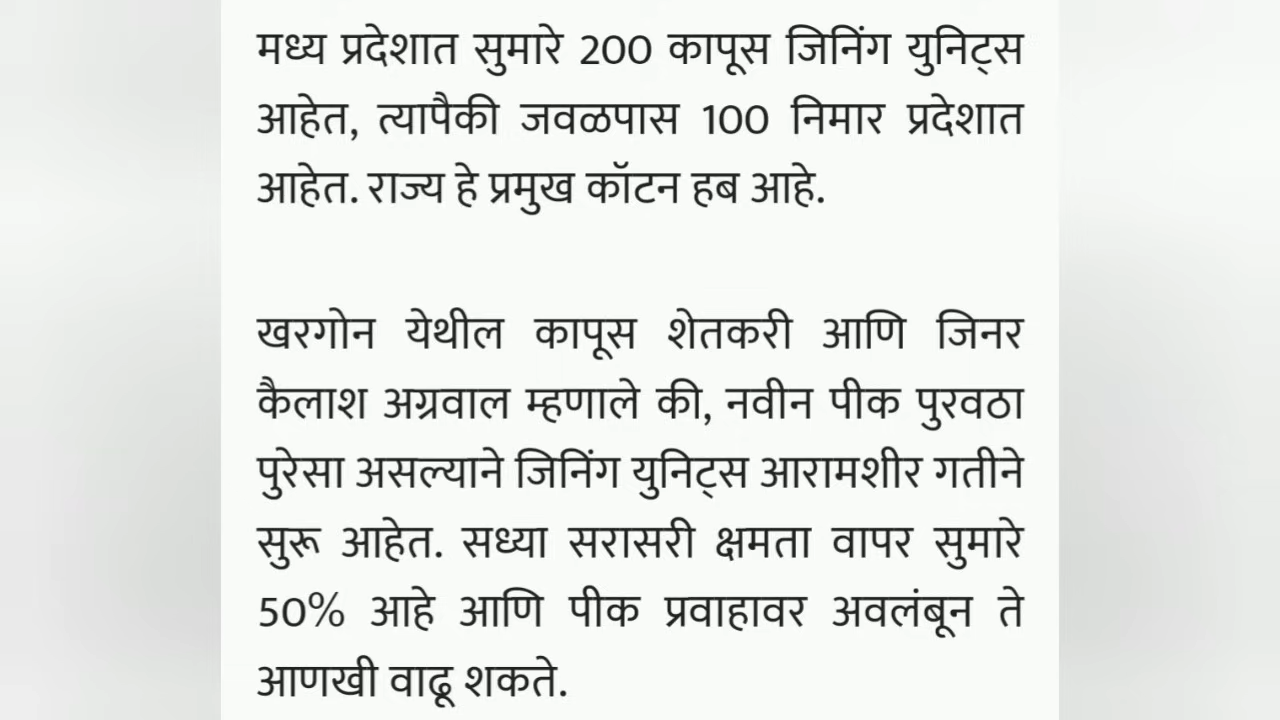 मध्य प्रदेशात सुमारे 200 कापूस जिनिंग युनिट्स
आहेत, त्यापैकी जवळपास 100 निमार प्रदेशात
आहेत. राज्य हे प्रमुख कॉटन हब आहे.
खरगोन येथील कापूस शेतकरी आणि जिनर
कैलाश अग्रवाल म्हणाले की, नवीन पीक पुरवठा
पुरेसा असल्याने जिनिंग युनिट्स आरामशीर गतीने
सुरू आहेत. सध्या सरासरी क्षमता वापर सुमारे
50% आहे आणि पीक प्रवाहावर अवलंबून ते
आणखी वाढू शकते.